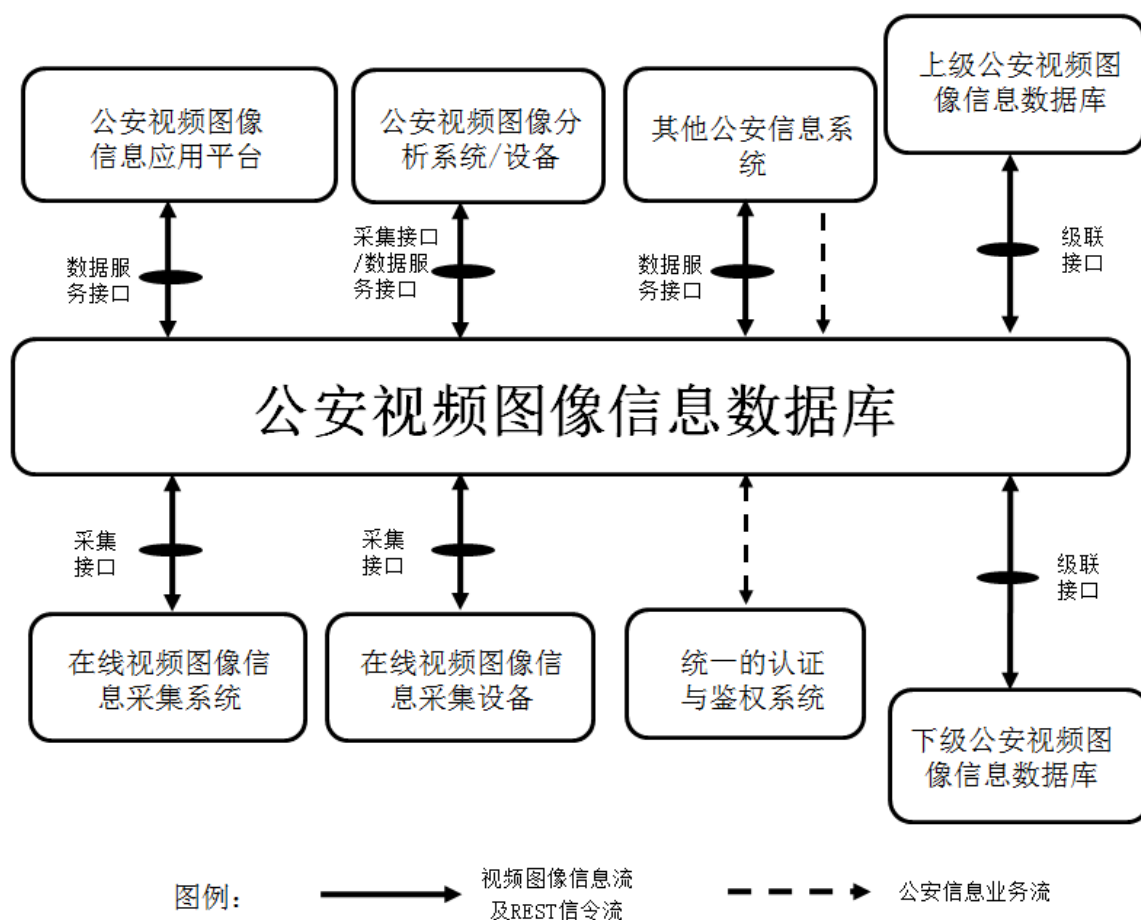 公安视频图像
信息应用平台
公安视频图像分
析系统/设备
其他公安信息系
统
上级公安视频图
像信息数据库
数据服
务接口
采集接口
/数据服
务接口
数据服
务接口
级联
接口
公安视频图像信息数据库
采集
接口
采集
接口
级联
接口
在线视频图像信
息采集系统
在线视频图像信
息采集设备
统一的认证
与鉴权系统
下级公安视频图
像信息数据库
图例：
视频图像信息流
及REST信令流
公安信息业务流